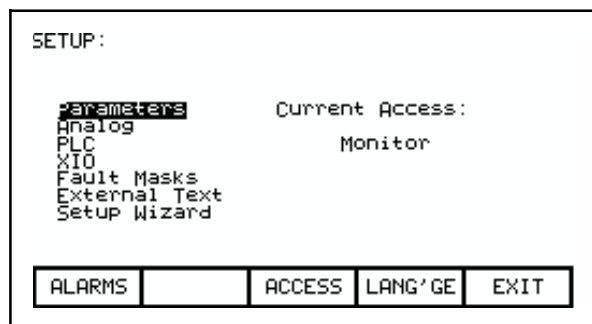 SETUP:
Parameters
Current Access:
Analog
PLC
Monitor
XIO
Fault Masks
External Text
Setup Wizard
ALARMS ACCESS LANG'GE EXIT